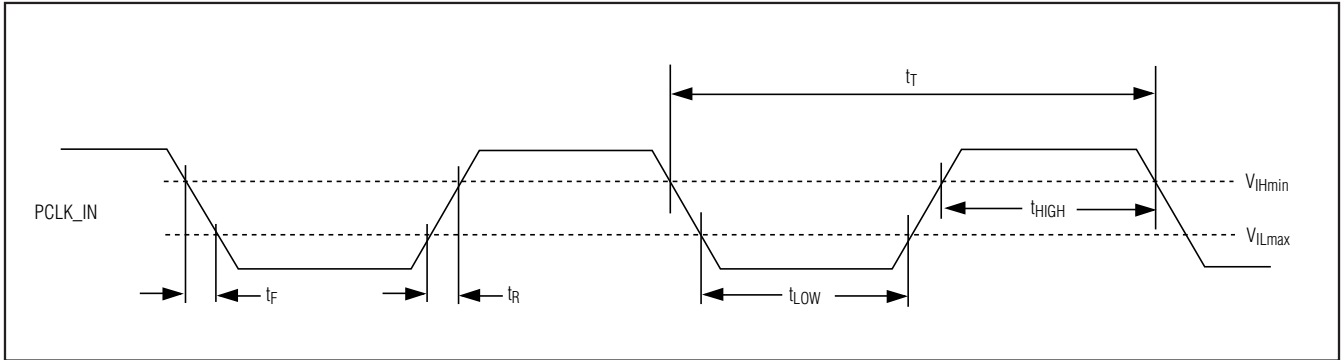 tT
VIHmin
PCLK_IN
tHIGH
VILmax
tF
tR
tLOW